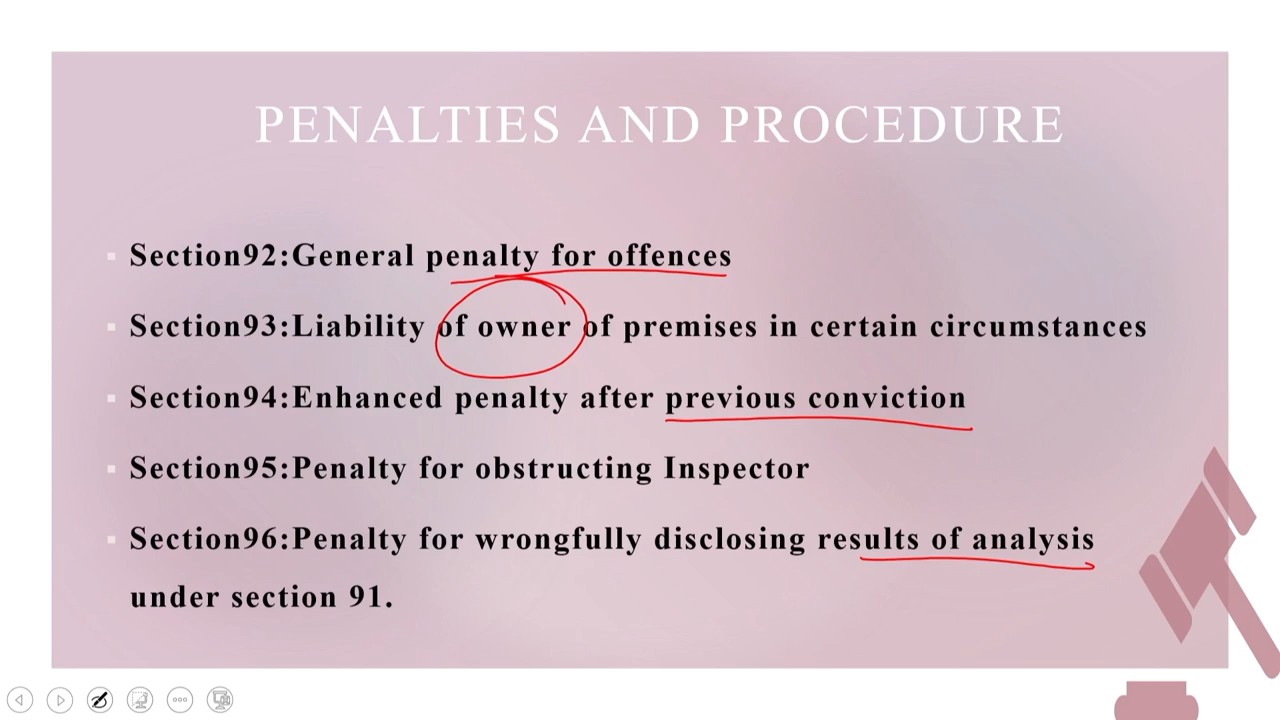 PENALTIES AND PROCEDURE
Section92:General penalty for offences
Section93:Liability of owner of premises in certain circumstances
Section94:Enhanced penalty after previous conviction
Section95:Penalty for obstructing Inspector
Section96:Penalty for wrongfully disclosing results of analysis
under section 91.